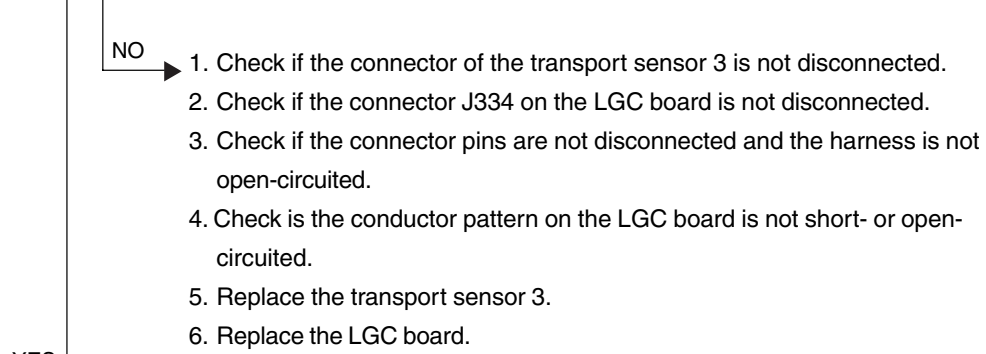 NO
1. Check if the connector of the transport sensor 3 is not disconnected.
2. Check if the connector J334 on the LGC board is not disconnected.
3. Check if the connector pins are not disconnected and the harness is not
open-circuited.
4. Check is the conductor pattern on the LGC board is not short- or open-
circuited.
5. Replace the transport sensor 3.
6. Replace the LGC board.